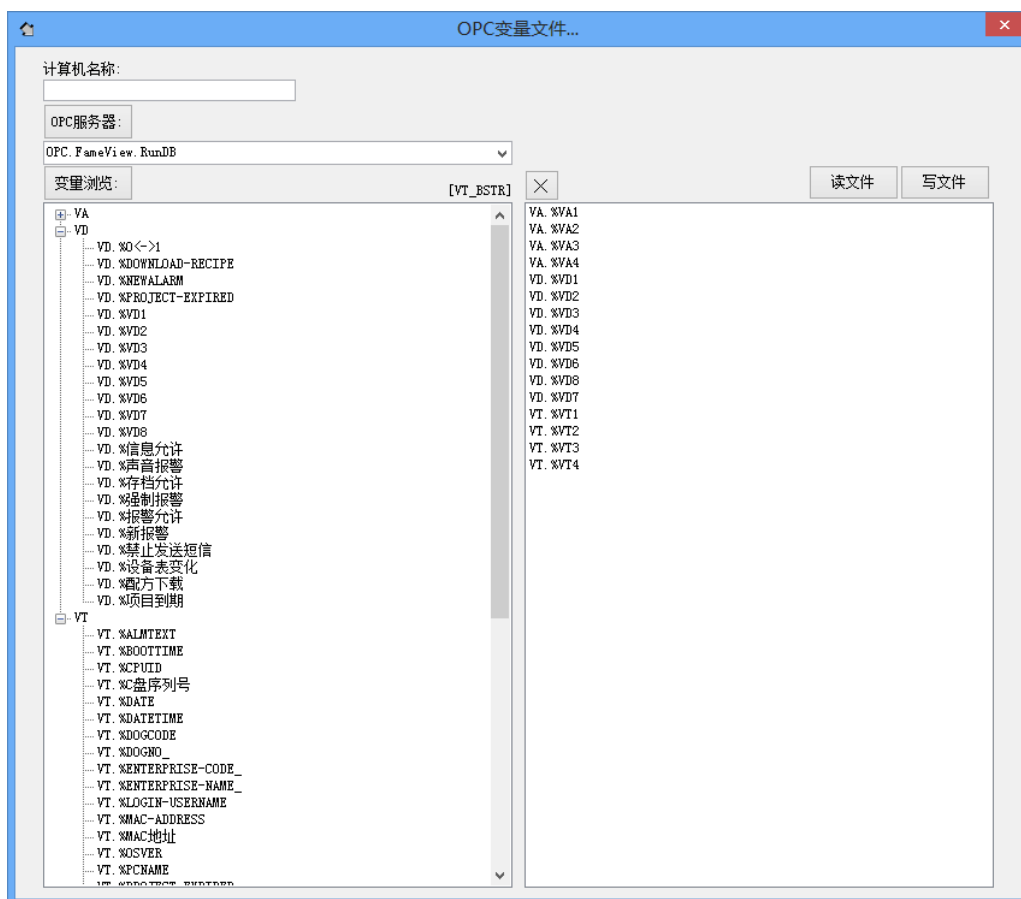 OPC变量文件...
计算机名称:
OPC服务器:
OPC.FameView.RunDB
变量浏览:
[VT_BSTR]
读文件
写文件
VA
VD
VD.%0<->1
VD.%DOWNLOAD-RECIPE
VD.%NEWALARM
VD.%PROJECT-EXPIRED
VD.%VD1
VD.%VD2
VD.%VD3
VD.%VD4
VD.%VD5
VD.%VD6
VD.%VD7
VD.%VD8
VD.%信息允许
VD.%声音报警
VD.%存档允许
VD.%强制报警
VD.%报警允许
VD.%新报警
VD.%禁止发送短信
VD.%设备表变化
VD.%配方下载
VD.%项目到期
VT
VT.%ALMTEXT
VT.%BOOTTIME
VT.%CPUID
VT.%C盘序列号
VT.%DATE
VT.%DATETIME
VT.%DOGCODE
VT.%DOGNO_
VT.%ENTERPRISE-CODE_
VT.%ENTERPRISE-NAME_
VT.%LOGIN-USERNAME
VT.%MAC-ADDRESS
VT.%MAC地址
VT.%OSVER
VT.%PCNAME
VT.%PROJECT-EXPIRED
VA.%VA1
VA.%VA2
VA.%VA3
VA.%VA4
VD.%VD1
VD.%VD2
VD.%VD3
VD.%VD4
VD.%VD5
VD.%VD6
VD.%VD8
VD.%VD7
VT.%VT1
VT.%VT2
VT.%VT3
VT.%VT4